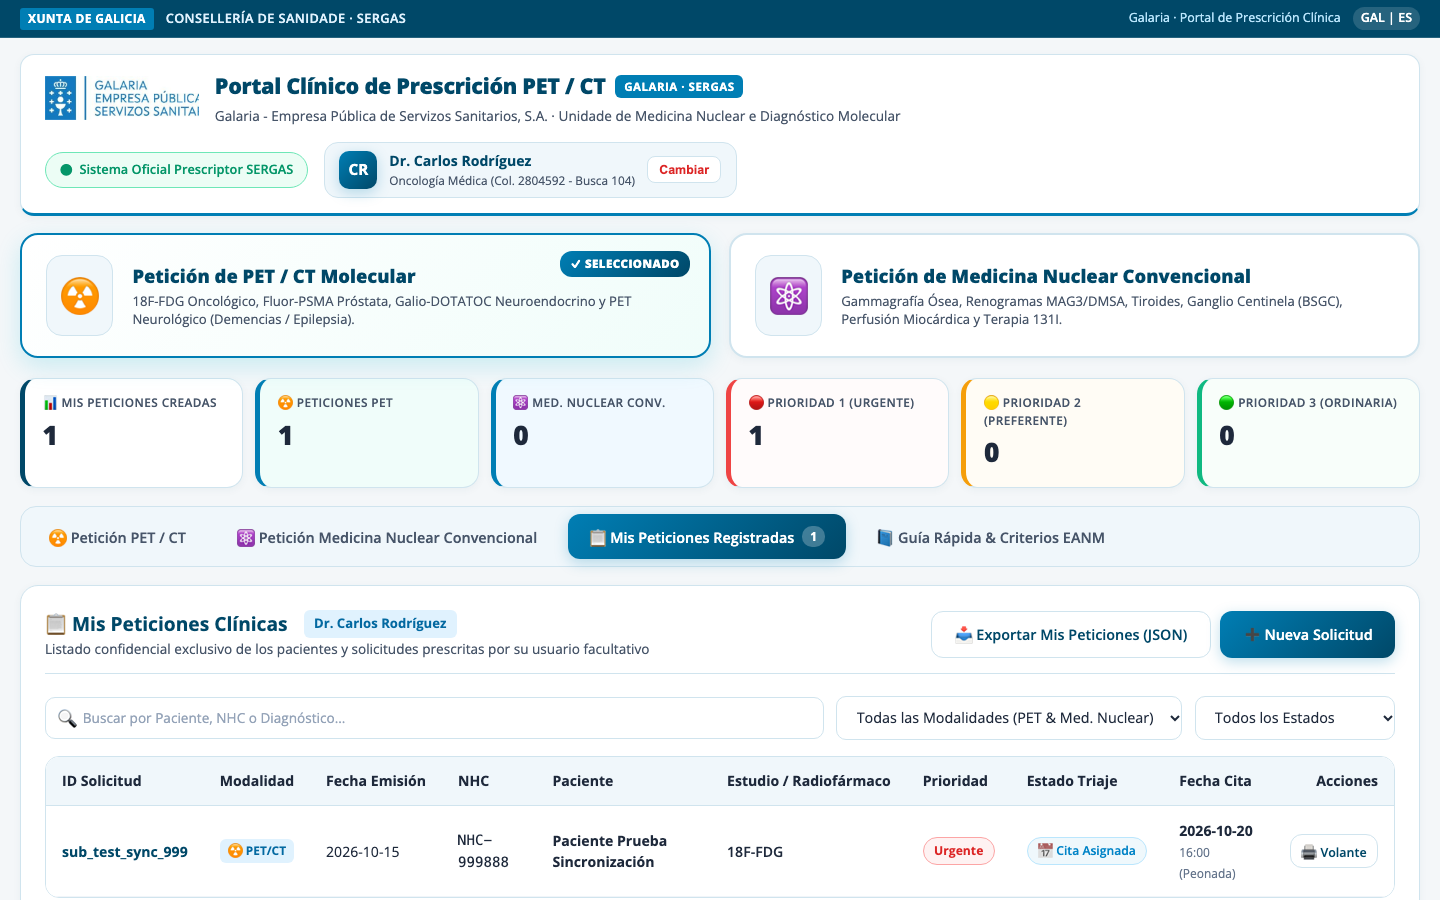 XUNTA DE GALICIA
CONSELLERÍA DE SANIDADE · SERGAS
Galaria · Portal de Prescrición Clínica
GAL | ES
GALARIA
EMPRESA PÚBLICA
SERVIZOS SANITAI
Portal Clínico de Prescrición PET / CT
GALARIA · SERGAS
Galaria - Empresa Pública de Servizos Sanitarios, S.A. · Unidade de Medicina Nuclear e Diagnóstico Molecular
Sistema Oficial Prescriptor SERGAS
CR
Dr. Carlos Rodríguez
Oncología Médica (Col. 2804592 - Busca 104)
Cambiar
Petición de PET / CT Molecular
✓ SELECCIONADO
18F-FDG Oncológico, Fluor-PSMA Próstata, Galio-DOTATOC Neuroendocrino y PET
Neurológico (Demencias / Epilepsia).
Petición de Medicina Nuclear Convencional
Gammagrafía Ósea, Renogramas MAG3/DMSA, Tiroides, Ganglio Centinela (BSGC),
Perfusión Miocárdica y Terapia 131I.
MIS PETICIONES CREADAS
1
PETICIONES PET
1
MED. NUCLEAR CONV.
0
PRIORIDAD 1 (URGENTE)
1
PRIORIDAD 2
(PREFERENTE)
0
PRIORIDAD 3 (ORDINARIA)
0
Petición PET / CT
Petición Medicina Nuclear Convencional
Mis Peticiones Registradas 1
Guía Rápida & Criterios EANM
Mis Peticiones Clínicas
Dr. Carlos Rodríguez
Listado confidencial exclusivo de los pacientes y solicitudes prescritas por su usuario facultativo
Exportar Mis Peticiones (JSON)
Nueva Solicitud
Buscar por Paciente, NHC o Diagnóstico...
Todas las Modalidades (PET & Med. Nuclear)
Todos los Estados
ID Solicitud
Modalidad
Fecha Emisión
NHC
Paciente
Estudio / Radiofármaco
Prioridad
Estado Triaje
Fecha Cita
Acciones
sub_test_sync_999
PET/CT
2026-10-15
NHC-
999888
Paciente Prueba
Sincronización
18F-FDG
Urgente
Cita Asignada
2026-10-20
16:00
(Peonada)
Volante